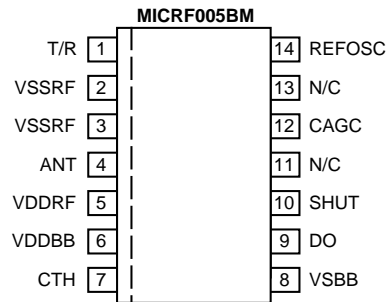 MICRF005BM
T/R 1 14 REFOSC
VSSRF 2 13 N/C
VSSRF 3 12 CAGC
ANT 4 11 N/C
VDDRF 5 10 SHUT
VDDBB 6 9 DO
CTH 7 8 VSBB